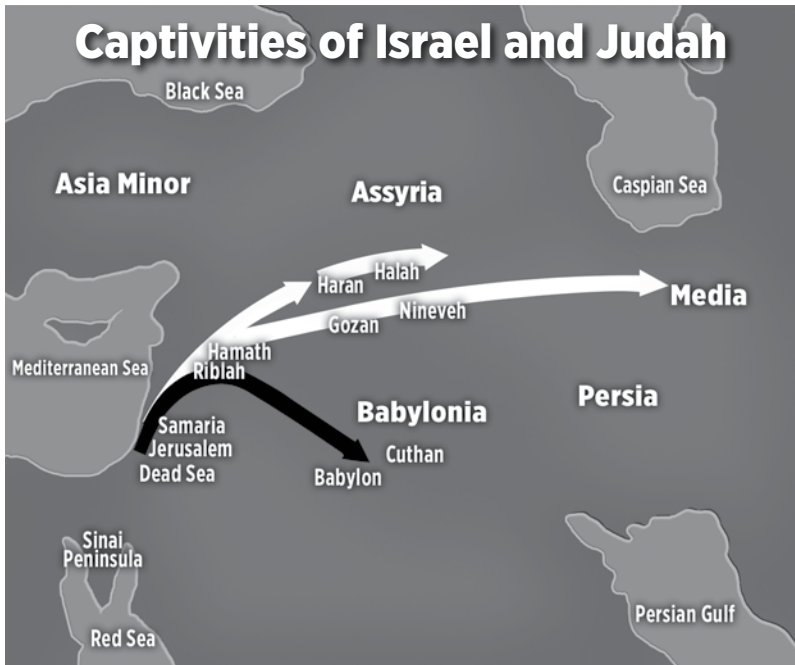 Captivities of Israel and Judah
Black Sea
Asia Minor
Assyria
Caspian Sea
Haran
Halah
Media
Gozan
Nineveh
Hamath
Riblah
Mediterranean Sea
Persia
Babylonia
Samaria
Jerusalem
Dead Sea
Cuthan
Babylon
Sinai
Peninsula
Persian Gulf
Red Sea